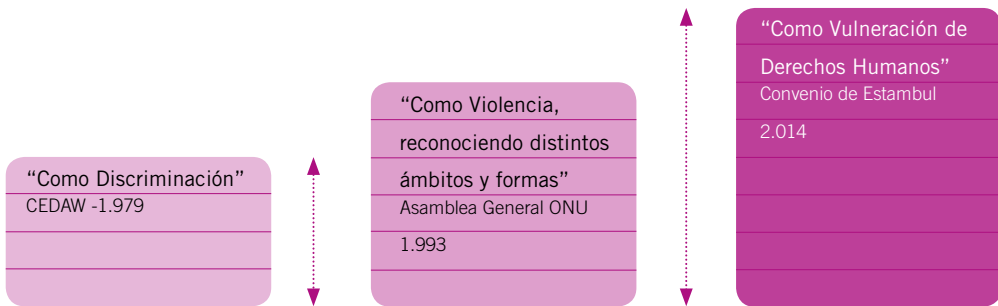 “Como Discriminación”
CEDAW -1.979
“Como Violencia,
reconociendo distintos
ámbitos y formas”
Asamblea General ONU
1.993
“Como Vulneración de
Derechos Humanos”
Convenio de Estambul
2.014